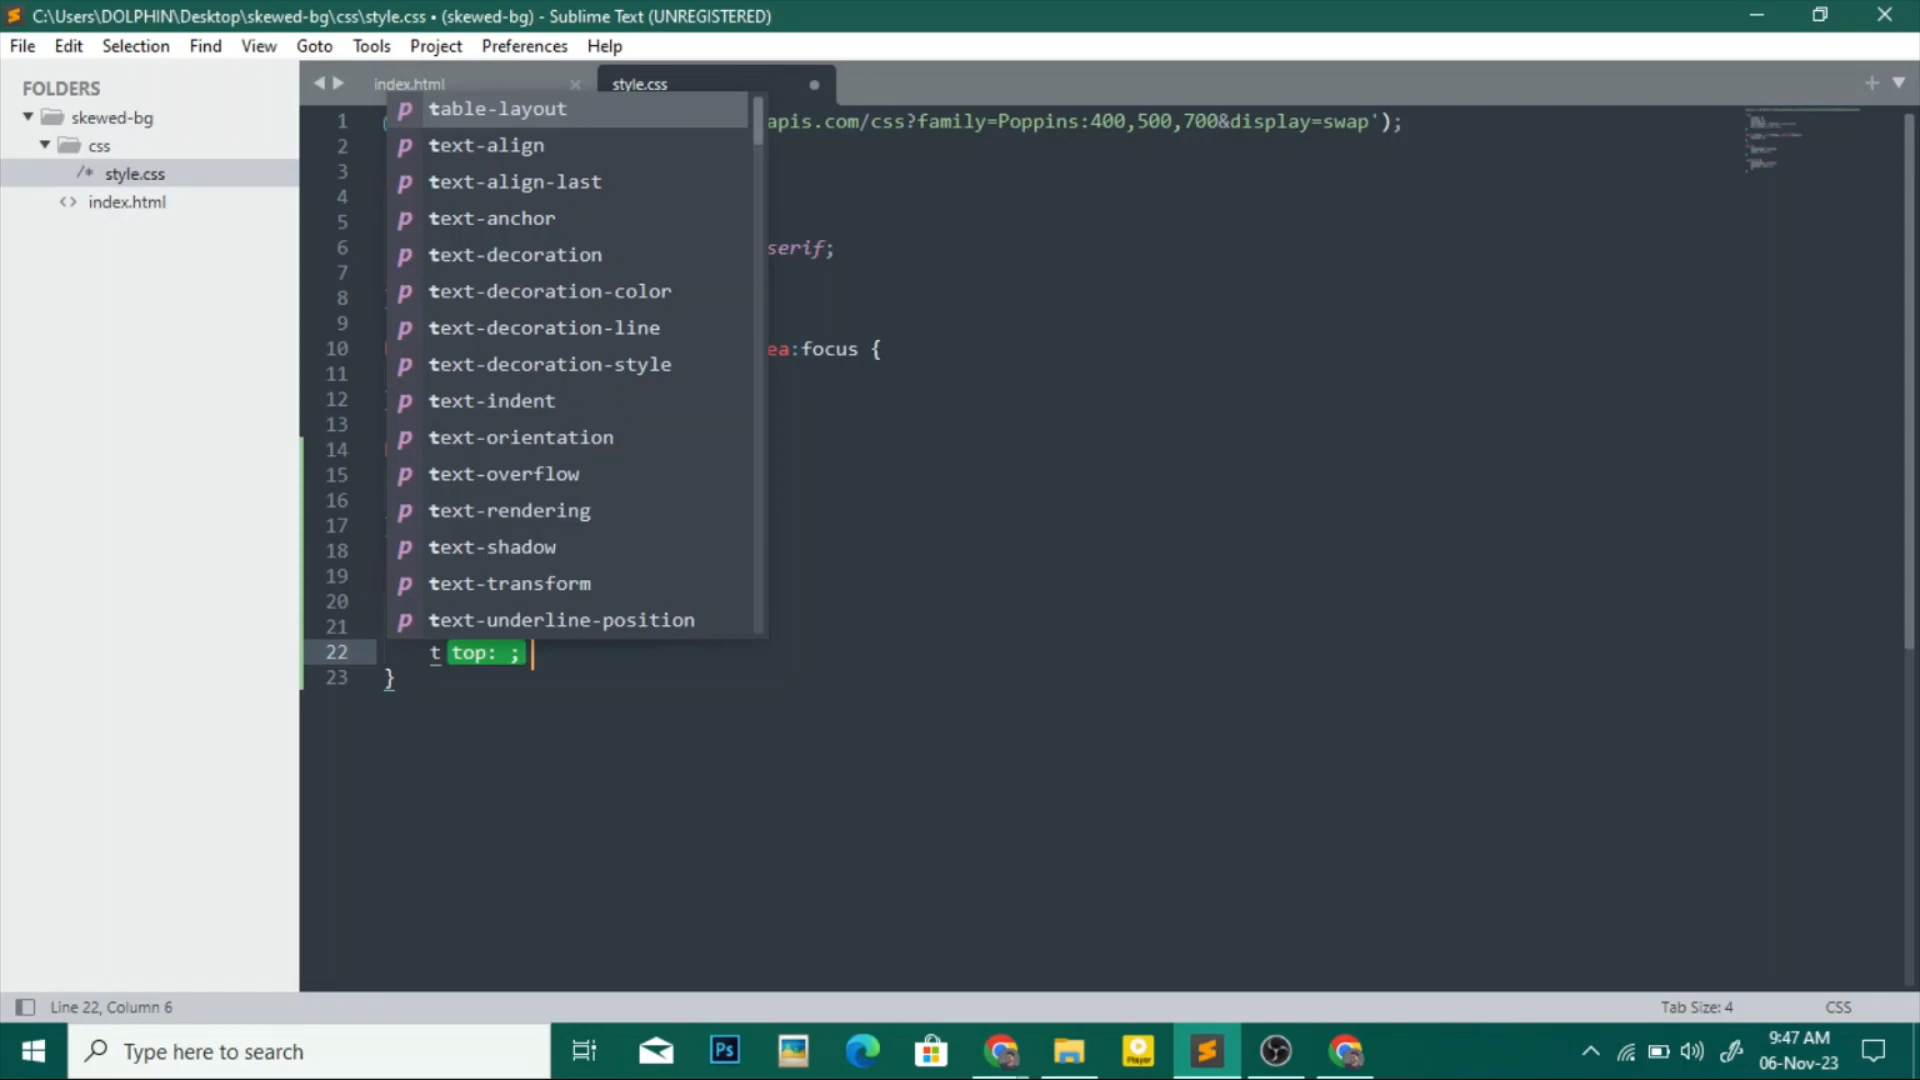 C:\Users\DOLPHIN\Desktop\skewed-bg\css\style.css • (skewed-bg) - Sublime Text (UNREGISTERED)
File Edit Selection Find View Goto Tools Project Preferences Help
FOLDERS
skewed-bg
css
/* style.css
<> index.html
index.html
style.css
1 apis.com/css?family=Poppins:400,500,700&display=swap');
2
3
4
5
6 serif;
7
8
9
10 ea:focus {
11
12
13
14
15
16
17
18
19
20
21
22 t top: ;
23 }
p table-layout
p text-align
p text-align-last
p text-anchor
p text-decoration
p text-decoration-color
p text-decoration-line
p text-decoration-style
p text-indent
p text-orientation
p text-overflow
p text-rendering
p text-shadow
p text-transform
p text-underline-position
Line 22, Column 6
Tab Size: 4
CSS
Type here to search
Ps
Player
9:47 AM
06-Nov-23